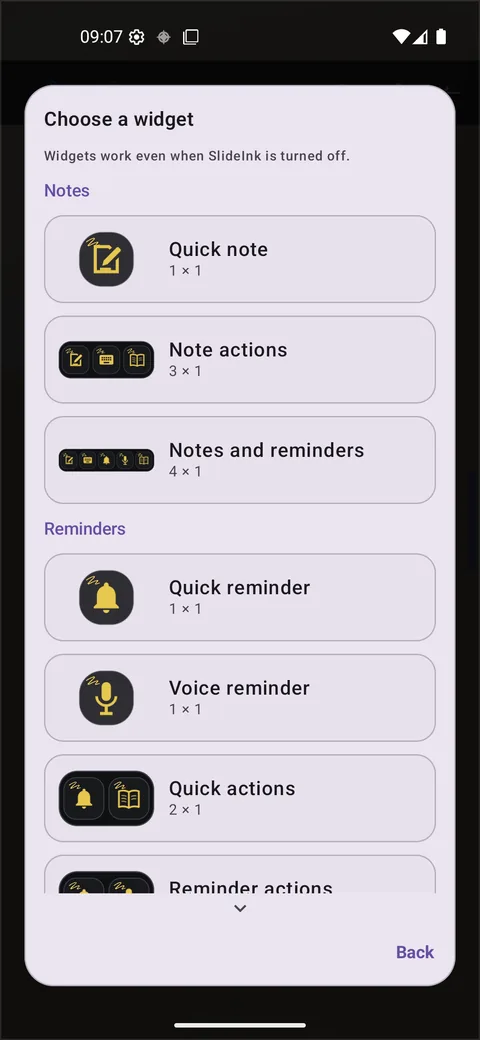 09:07
Choose a widget
Widgets work even when SlideInk is turned off.
Notes
Quick note
1 × 1
Note actions
3 × 1
Notes and reminders
4 × 1
Reminders
Quick reminder
1 × 1
Voice reminder
1 × 1
Quick actions
2 × 1
Reminder actions
Back